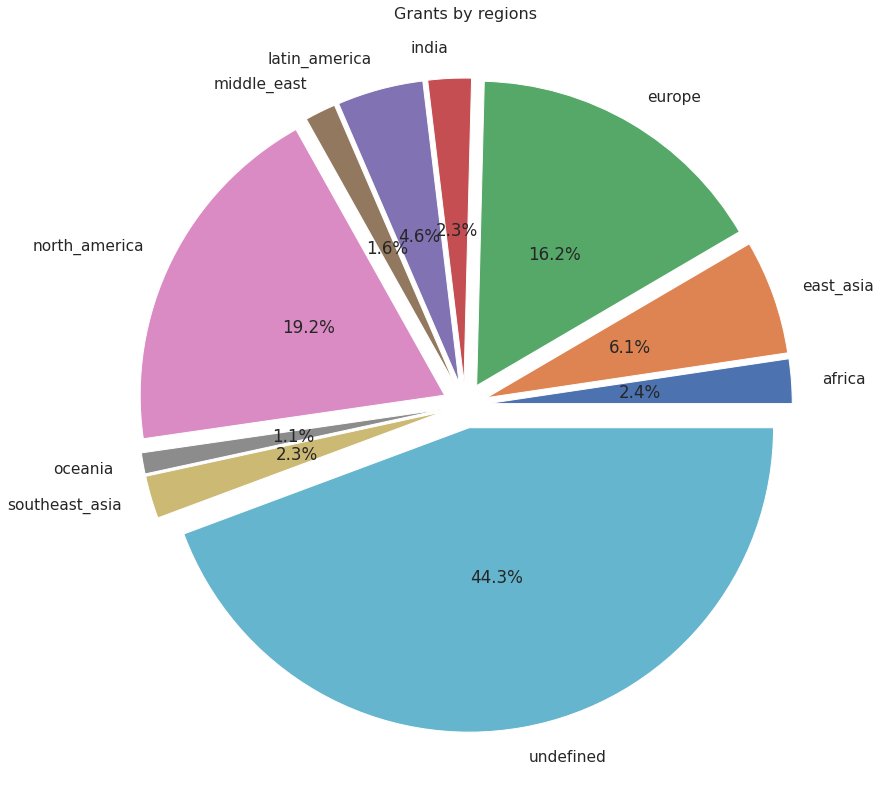 Grants by regions
india
latin_america
middle_east
europe
north_america
east_asia
africa
oceania
southeast_asia
undefined
2.3%
4.6%
1.6%
16.2%
19.2%
6.1%
2.4%
1.1%
2.3%
44.3%